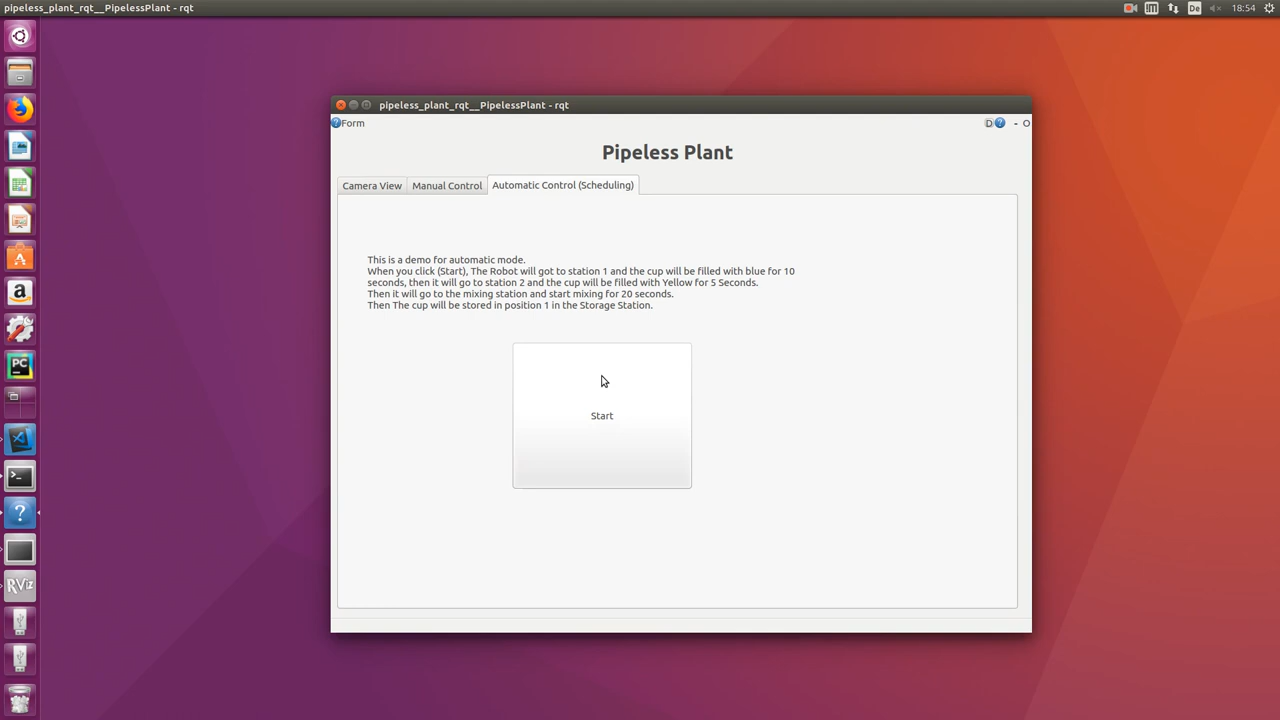 pipeless_plant_rqt__PipelessPlant - rqt
De
18:54
pipeless_plant_rqt__PipelessPlant - rqt
Form
D
- O
Pipeless Plant
Camera View
Manual Control
Automatic Control (Scheduling)
This is a demo for automatic mode.
When you click (Start), The Robot will got to station 1 and the cup will be filled with blue for 10
seconds, then it will go to station 2 and the cup will be filled with Yellow for 5 Seconds.
Then it will go to the mixing station and start mixing for 20 seconds.
Then The cup will be stored in position 1 in the Storage Station.
Start
PC
RViz